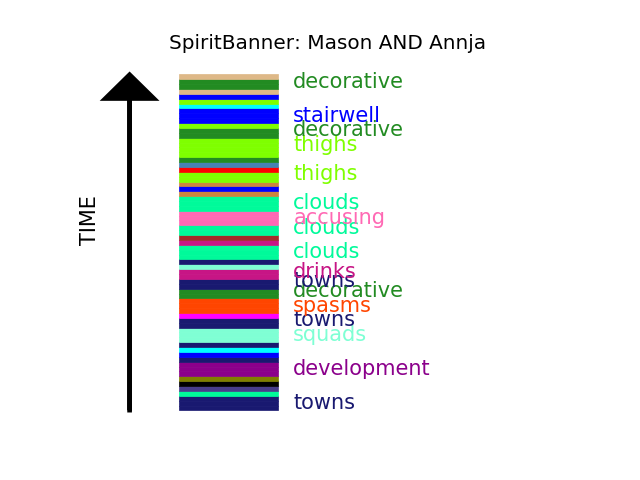 SpiritBanner: Mason AND Annja
decorative
stairwell
decorative
thighs
thighs
clouds
accusing
clouds
clouds
drinks
towns
decorative
spasms
towns
squads
development
towns
TIME